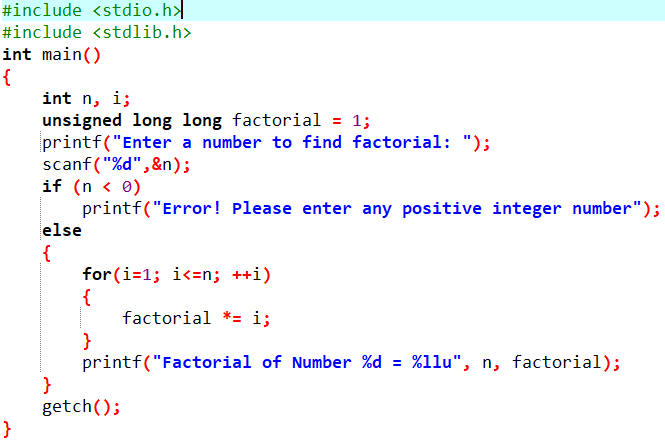 #include <stdio.h>
#include <stdlib.h>
int main()
{
    int n, i;
    unsigned long long factorial = 1;
    printf("Enter a number to find factorial: ");
    scanf("%d",&n);
    if (n < 0)
        printf("Error! Please enter any positive integer number");
    else
    {
        for(i=1; i<=n; ++i)
        {
            factorial *= i;
        }
        printf("Factorial of Number %d = %llu", n, factorial);
    }
    getch();
}